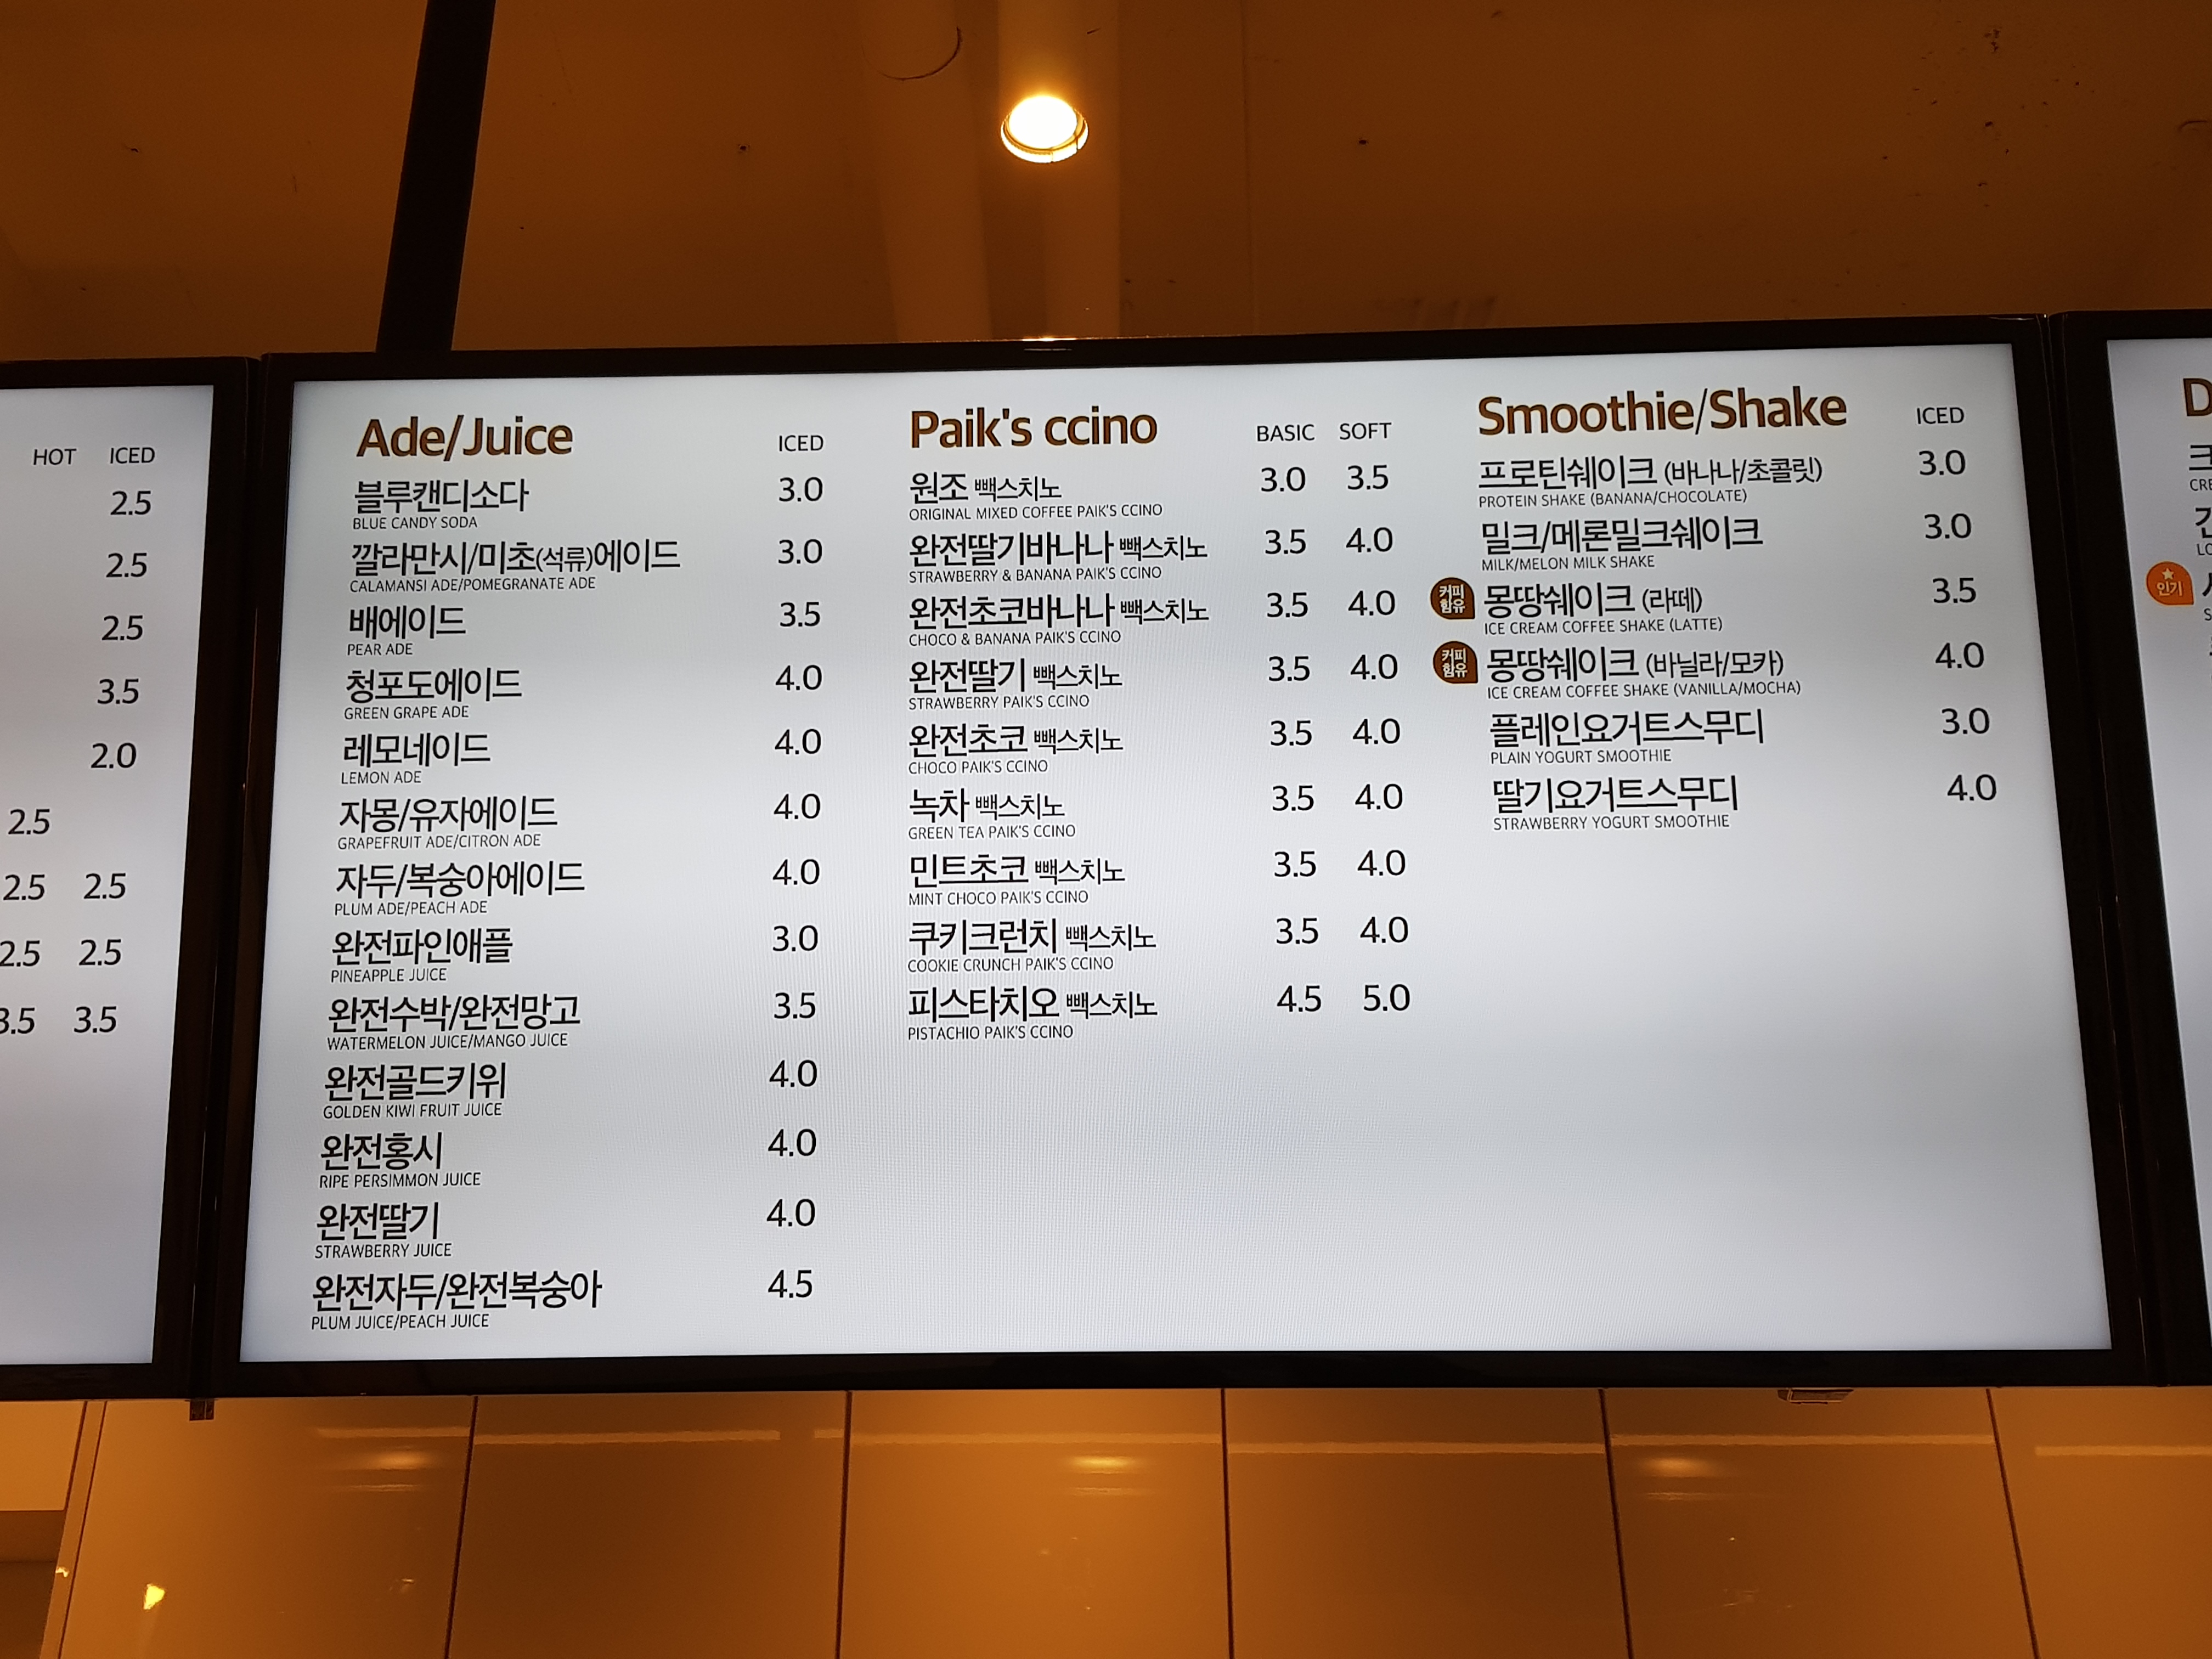 HOT ICED
2.5
2.5
2.5
3.5
2.0
2.5
2.5 2.5
2.5 2.5
3.5 3.5
Ade/Juice ICED
블루캔디소다 3.0
BLUE CANDY SODA
깔라만시/미초(석류)에이드 3.0
CALAMANSI ADE/POMEGRANATE ADE
배에이드 3.5
PEAR ADE
청포도에이드 4.0
GREEN GRAPE ADE
레모네이드 4.0
LEMON ADE
자몽/유자에이드 4.0
GRAPEFRUIT ADE/CITRON ADE
자두/복숭아에이드 4.0
PLUM ADE/PEACH ADE
완전파인애플 3.0
PINEAPPLE JUICE
완전수박/완전망고 3.5
WATERMELON JUICE/MANGO JUICE
완전골드키위 4.0
GOLDEN KIWI FRUIT JUICE
완전홍시 4.0
RIPE PERSIMMON JUICE
완전딸기 4.0
STRAWBERRY JUICE
완전자두/완전복숭아 4.5
PLUM JUICE/PEACH JUICE
Paik's ccino BASIC SOFT
원조 빽스치노 3.0 3.5
ORIGINAL MIXED COFFEE PAIK'S CCINO
완전딸기바나나 빽스치노 3.5 4.0
STRAWBERRY & BANANA PAIK'S CCINO
완전초코바나나 빽스치노 3.5 4.0
CHOCO & BANANA PAIK'S CCINO
완전딸기 빽스치노 3.5 4.0
STRAWBERRY PAIK'S CCINO
완전초코 빽스치노 3.5 4.0
CHOCO PAIK'S CCINO
녹차 빽스치노 3.5 4.0
GREEN TEA PAIK'S CCINO
민트초코 빽스치노 3.5 4.0
MINT CHOCO PAIK'S CCINO
쿠키크런치 빽스치노 3.5 4.0
COOKIE CRUNCH PAIK'S CCINO
피스타치오 빽스치노 4.5 5.0
PISTACHIO PAIK'S CCINO
Smoothie/Shake ICED
프로틴쉐이크 (바나나/초콜릿) 3.0
PROTEIN SHAKE (BANANA/CHOCOLATE)
밀크/메론밀크쉐이크 3.0
MILK/MELON MILK SHAKE
커피
함유
몽땅쉐이크 (라떼) 3.5
ICE CREAM COFFEE SHAKE (LATTE)
커피
함유
몽땅쉐이크 (바닐라/모카) 4.0
ICE CREAM COFFEE SHAKE (VANILLA/MOCHA)
플레인요거트스무디 3.0
PLAIN YOGURT SMOOTHIE
딸기요거트스무디 4.0
STRAWBERRY YOGURT SMOOTHIE
인기